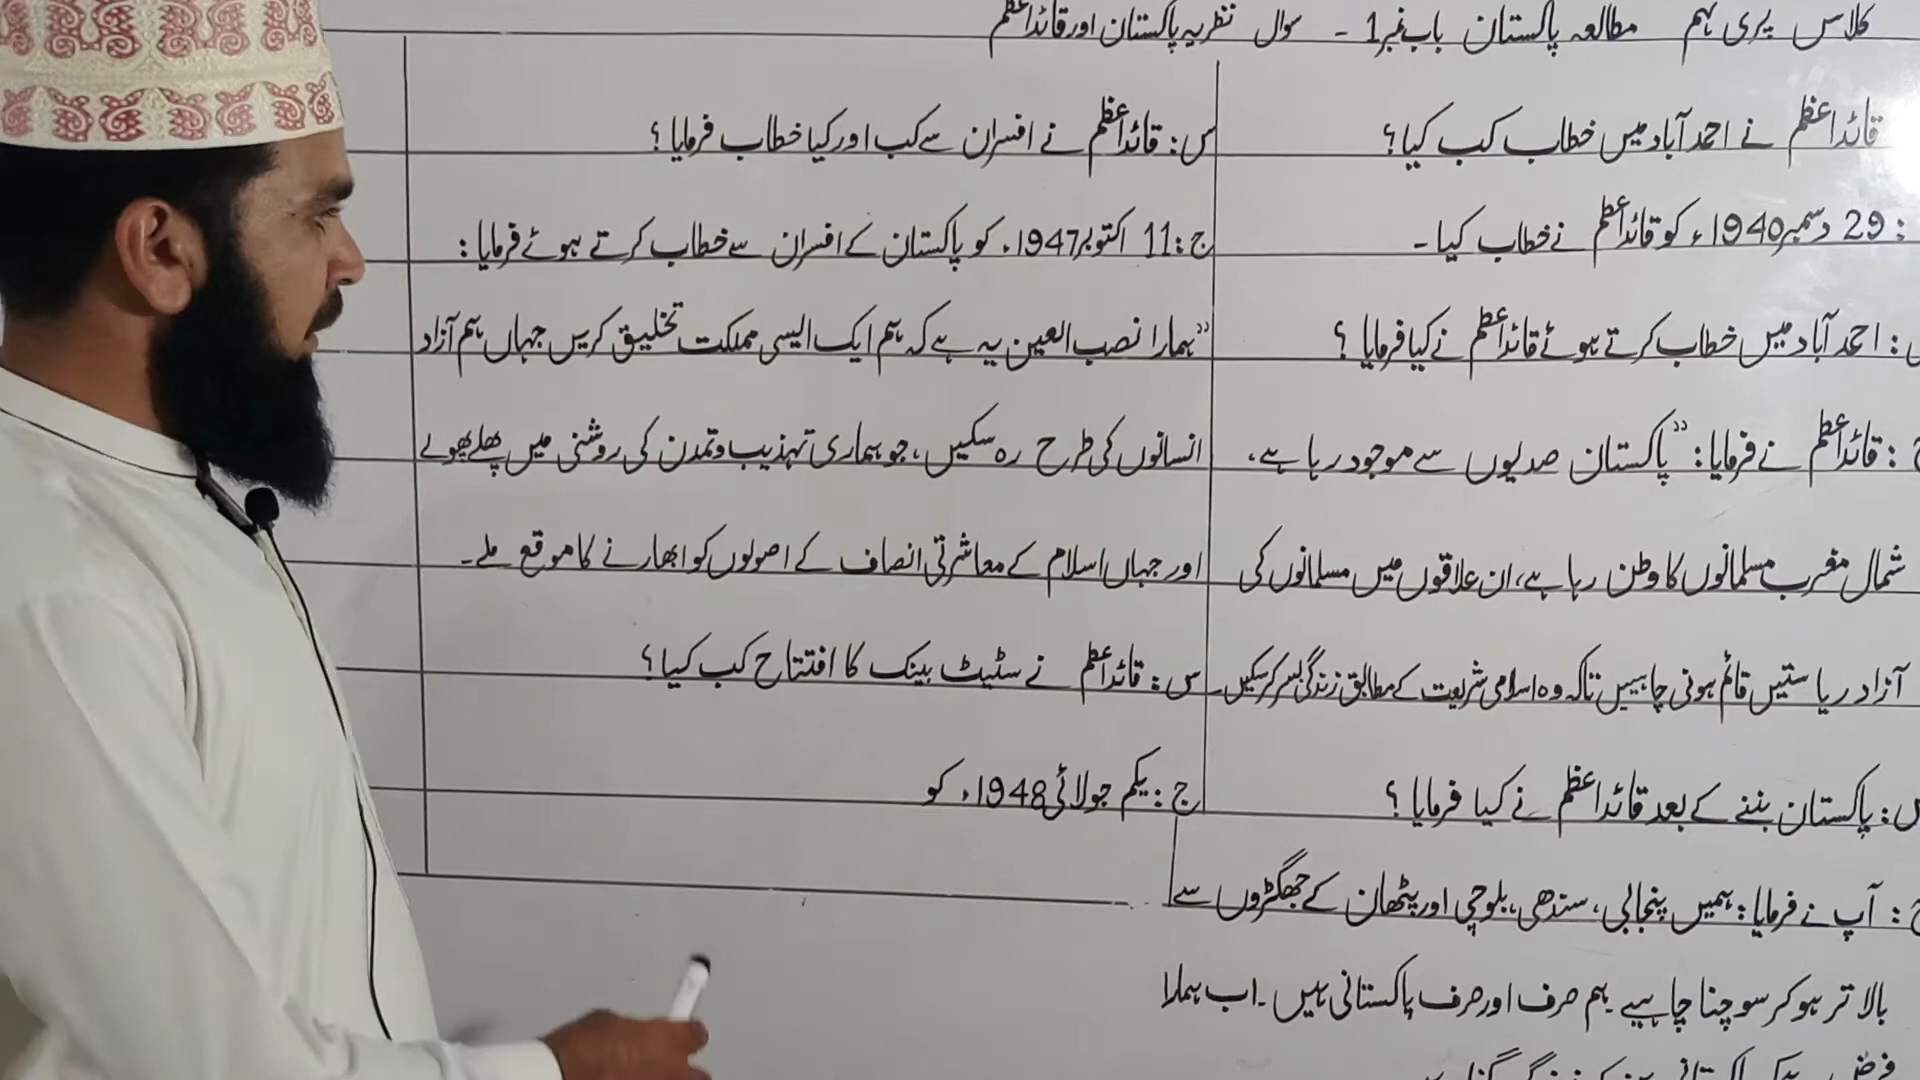 کلاس پری نہم مطالعہ پاکستان باب نمبر 1 - سوال نظریہ پاکستان اور قائداعظم
قائداعظم نے احمد آباد میں خطاب کب کیا؟
: 29 دسمبر 1940ء کو قائداعظم نے خطاب کیا۔
س: احمد آباد میں خطاب کرتے ہوئے قائداعظم نے کیا فرمایا؟
ج: قائداعظم نے فرمایا: "پاکستان صدیوں سے موجود رہا ہے،
شمال مغرب مسلمانوں کا وطن رہا ہے، ان علاقوں میں مسلمانوں کی
آزاد ریاستیں قائم ہونی چاہییں تاکہ وہ اسلامی شریعت کے مطابق زندگی بسر کر سکیں۔
س: پاکستان بننے کے بعد قائداعظم نے کیا فرمایا؟
ج: آپ نے فرمایا: ہمیں پنجابی، سندھی، بلوچی اور پٹھان کے جھگڑوں سے
بالاتر ہو کر سوچنا چاہیے۔ ہم صرف اور صرف پاکستانی ہیں۔ اب ہمارا
س: قائداعظم نے افسران سے کب اور کیا خطاب فرمایا؟
ج: 11 اکتوبر 1947ء کو پاکستان کے افسران سے خطاب کرتے ہوئے فرمایا:
"ہمارا نصب العین یہ ہے کہ ہم ایک ایسی مملکت تخلیق کریں جہاں ہم آزاد
انسانوں کی طرح رہ سکیں، جو ہماری تہذیب و تمدن کی روشنی میں پھلے پھولے
اور جہاں اسلام کے معاشرتی انصاف کے اصولوں کو ابھارنے کا موقع ملے۔
س: قائداعظم نے سٹیٹ بینک کا افتتاح کب کیا؟
ج: یکم جولائی 1948ء کو